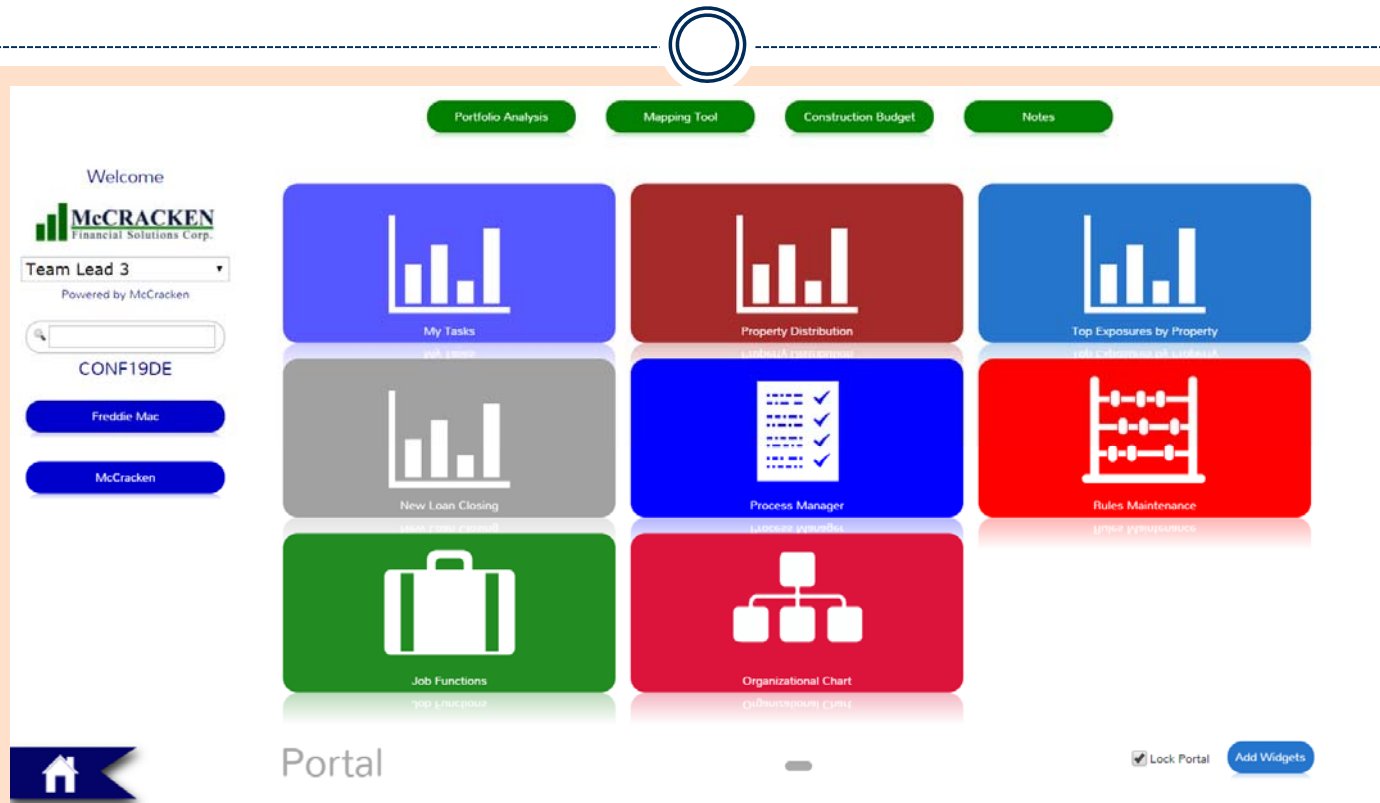 Portfolio Analysis
Mapping Tool
Construction Budget
Notes
Welcome
McCRACKEN
Financial Solutions Corp.
Team Lead 3
Powered by McCracken
CONF19DE
Freddie Mac
McCracken
My Tasks
Property Distribution
Top Exposures by Property
New Loan Closing
Process Manager
Rules Maintenance
Job Functions
Organizational Chart
Portal
Lock Portal
Add Widgets